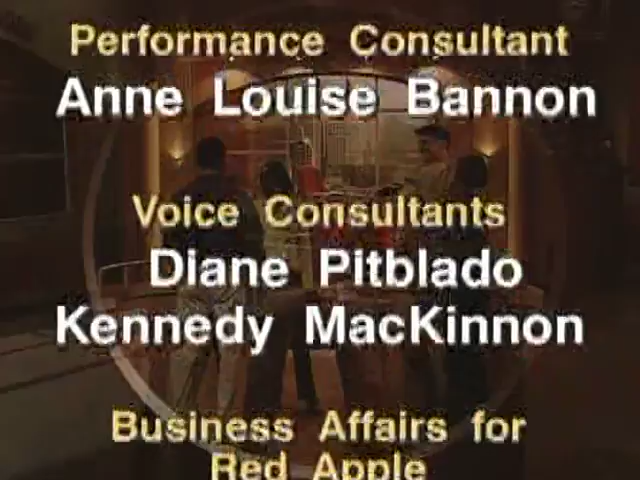 Performance Consultant
Anne Louise Bannon
Voice Consultants
Diane Pitblado
Kennedy MacKinnon
Business Affairs for
Red Apple